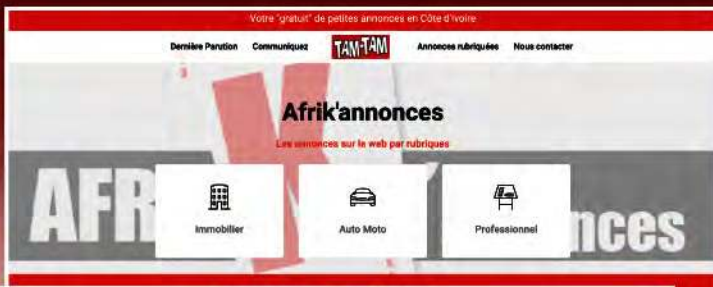 Votre "gratuit" de petites annonces en Côte d'Ivoire
Dernière Parution Communiquez TAM-TAM Annonces rubriquées Nous contacter
Afrik'annonces
Les annonces sur le web par rubriques
AFRIK nces
Immobilier Auto Moto Professionnel